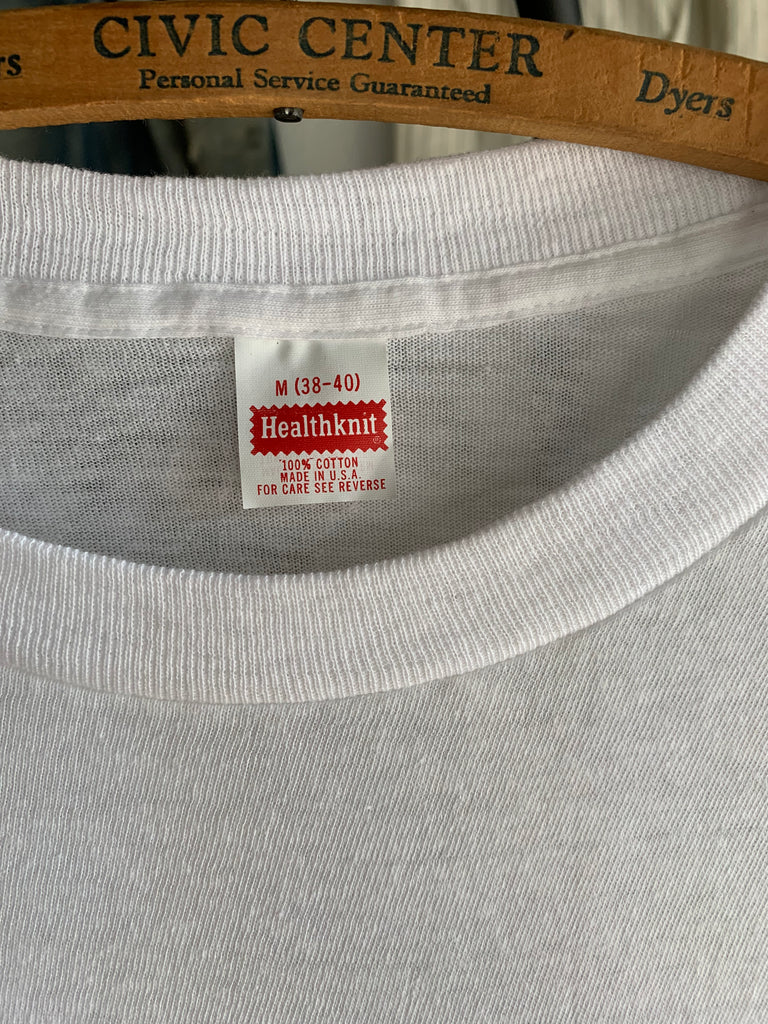 rs
CIVIC CENTER
Personal Service Guaranteed
Dyers
M (38-40)
Healthknit®
100% COTTON
MADE IN U.S.A.
FOR CARE SEE REVERSE